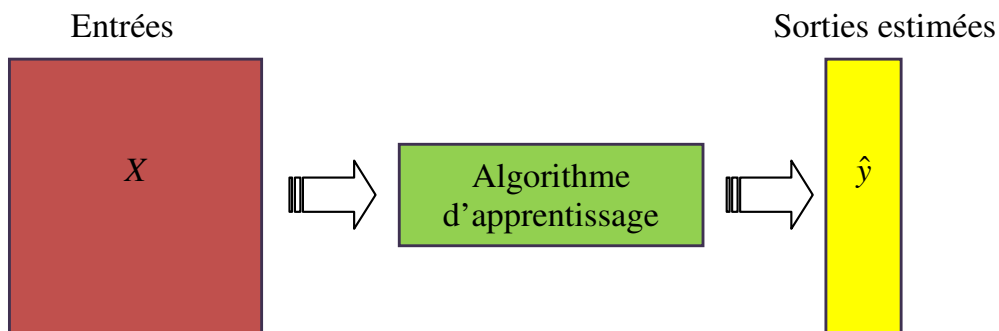 Entrées
Sorties estimées
X
Algorithme
d’apprentissage
ŷ